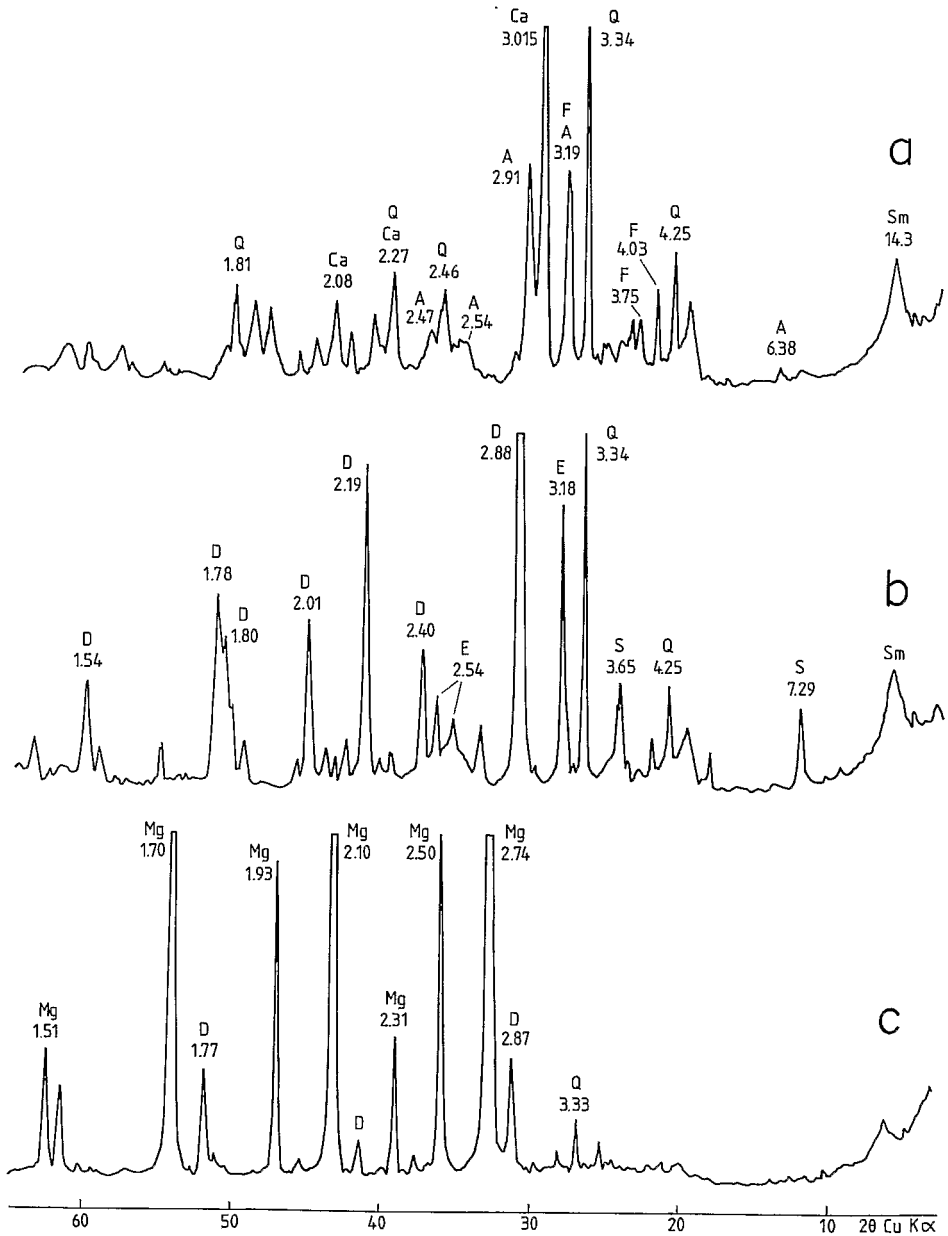 Ca
3.015
Q
3.34
F
A
3.19
A
2.91
a
Sm
14.3
Q
4.25
F
4.03
F
3.75
Q
1.81
Ca
2.08
Q
Ca
2.27
Q
2.46
A
2.47
A
2.54
A
6.38
D
2.88
Q
3.34
D
2.19
E
3.18
b
D
1.78
D
1.80
D
2.01
D
2.40
E
2.54
S
3.65
Q
4.25
S
7.29
Sm
D
1.54
Mg
1.70
Mg
1.93
Mg
2.10
Mg
2.50
Mg
2.74
c
Mg
1.51
D
1.77
D
Mg
2.31
D
2.87
Q
3.33
60 50 40 30 20 10 2θ Cu Kα